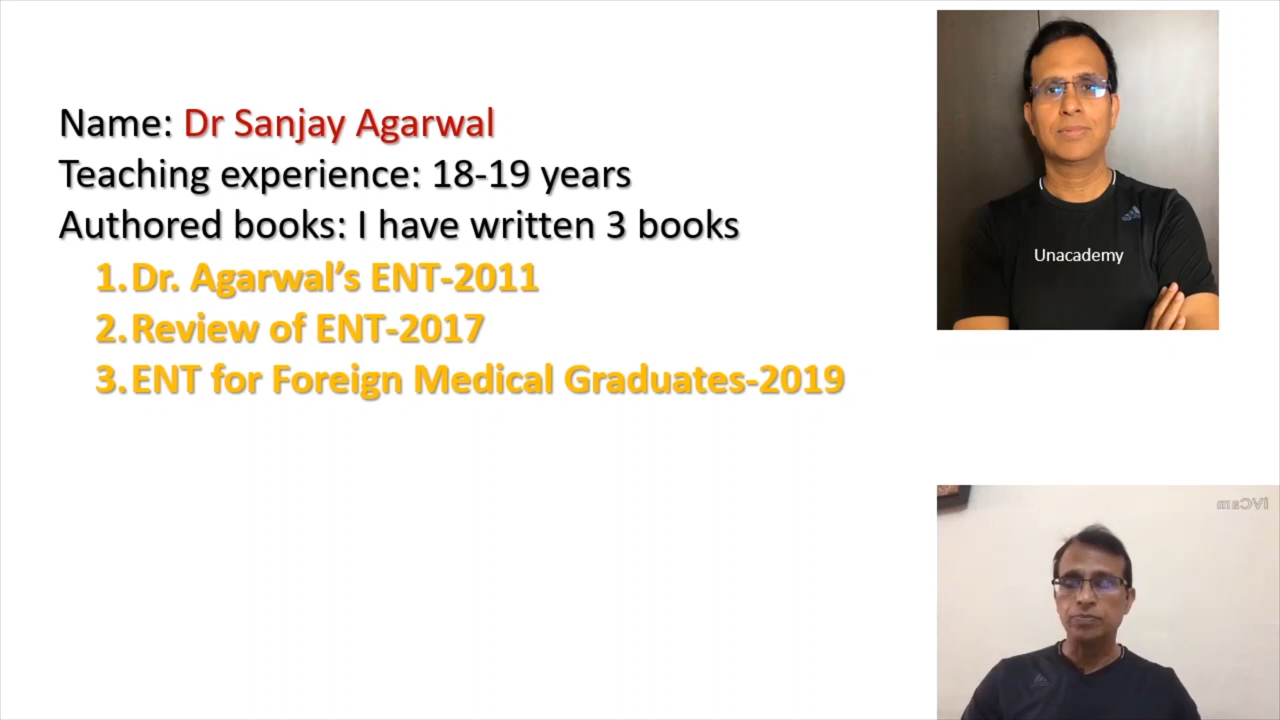 Name: Dr Sanjay Agarwal
Teaching experience: 18-19 years
Authored books: I have written 3 books
1. Dr. Agarwal’s ENT-2011
2. Review of ENT-2017
3. ENT for Foreign Medical Graduates-2019
Unacademy
iVCam